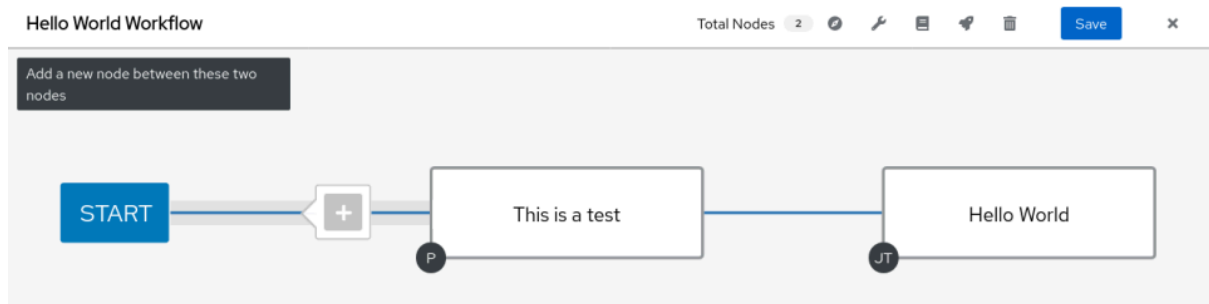 Hello World Workflow
Total Nodes 2
Save
Add a new node between these two
nodes
START
This is a test
Hello World
P
JT